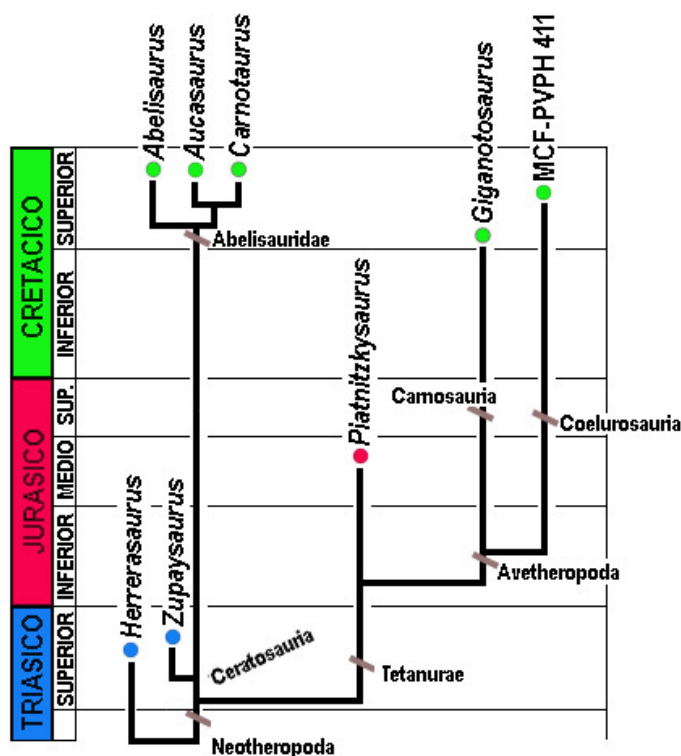 Abelisaurus
Aucasaurus
Carnotaurus
Giganotosaurus
MCF-PVPH 411
CRETACICO
SUPERIOR
Abelisauridae
INFERIOR
Piatnitzkysaurus
JURASICO
SUP.
Carnosauria
Coelurosauria
MEDIO
INFERIOR
Avetheropoda
Herrerasaurus
Zupaysaurus
TRIASICO
SUPERIOR
Ceratosauria
Tetanurae
Neotheropoda